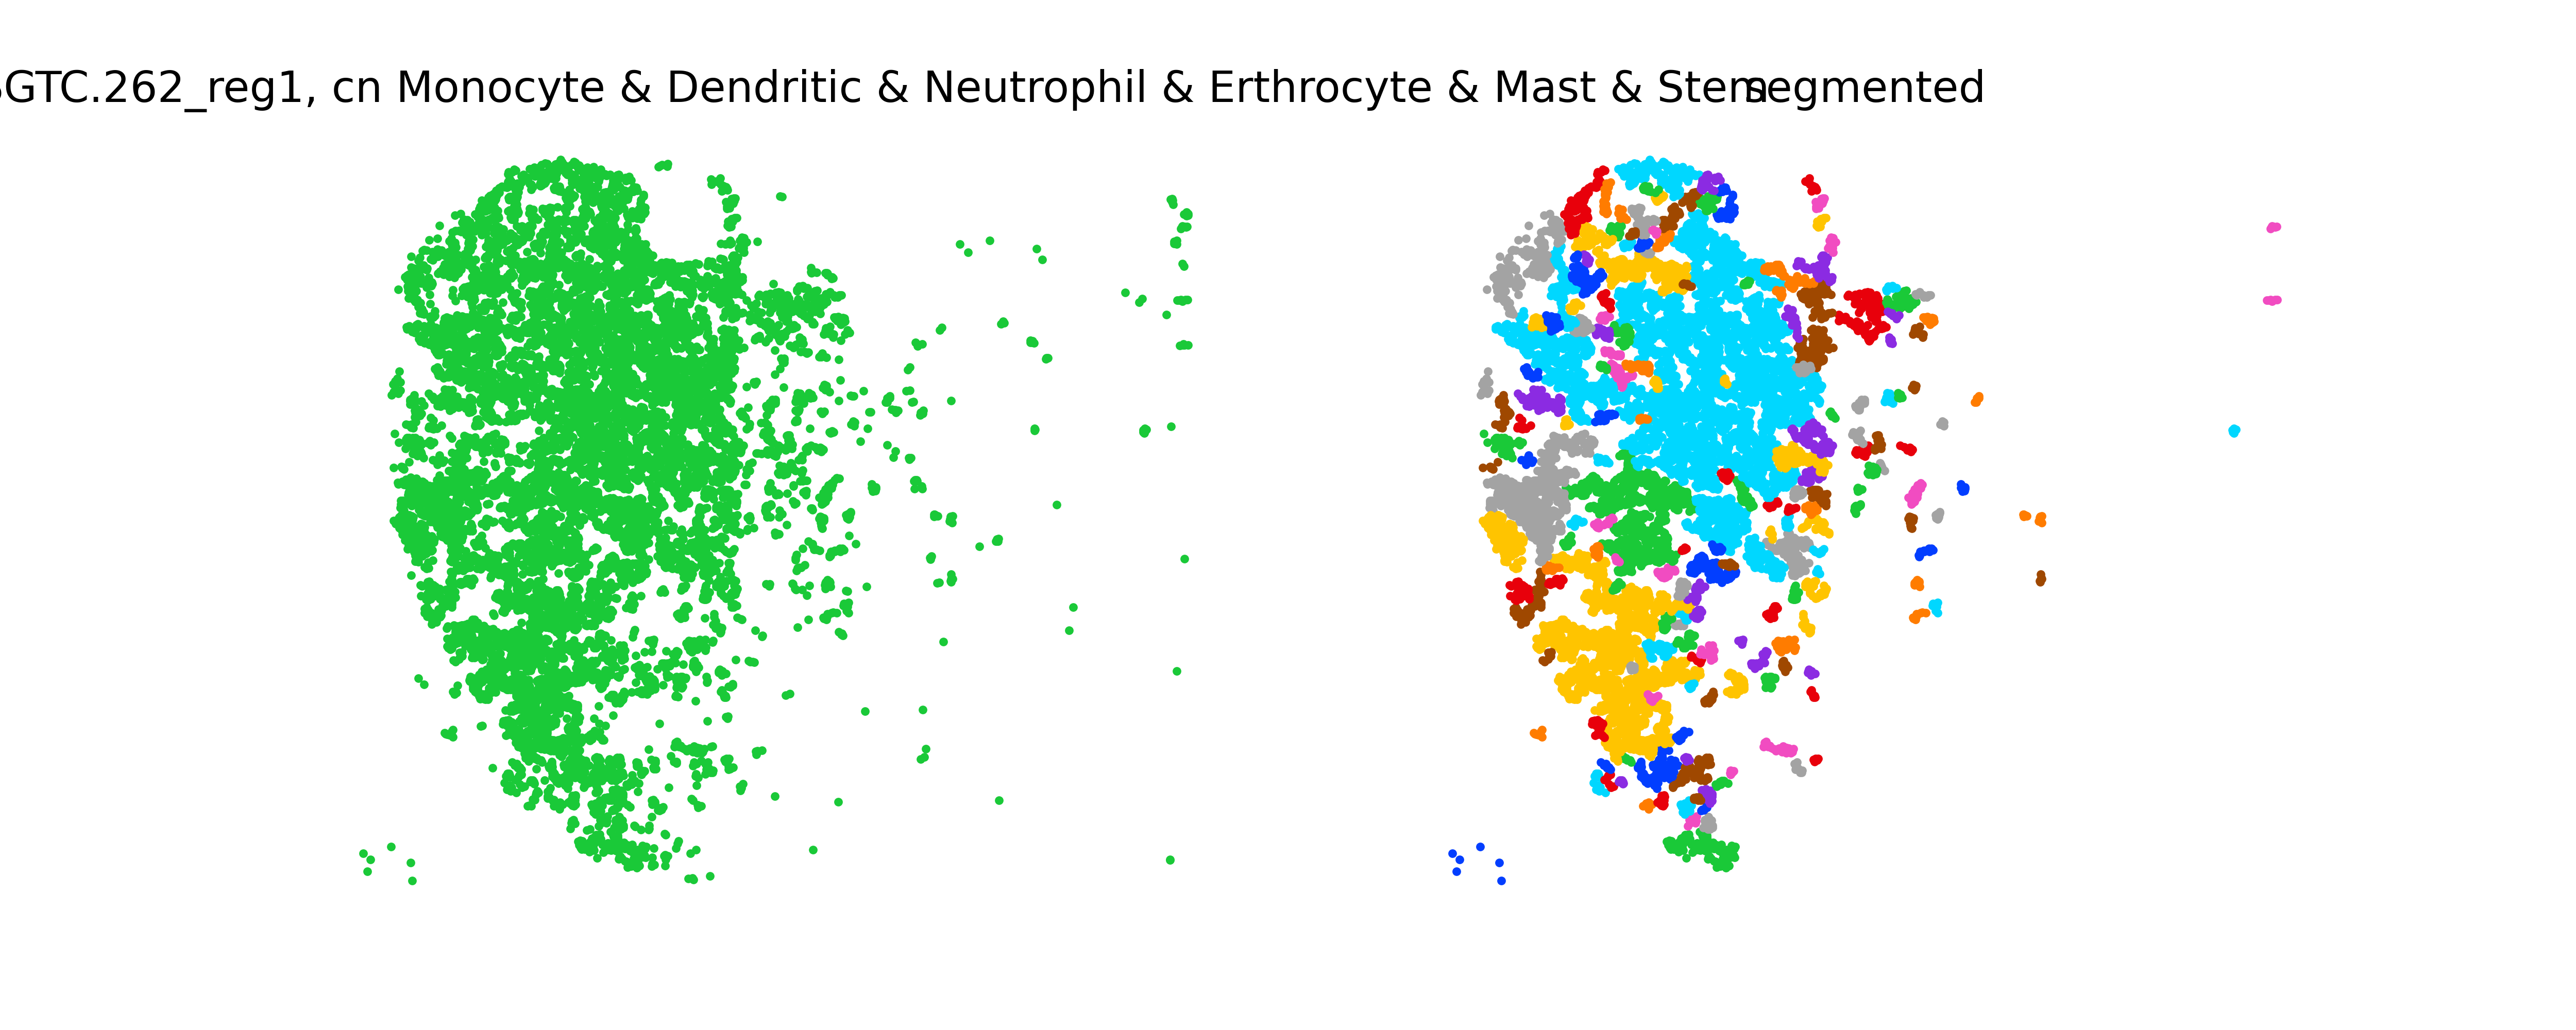 GTC.262_reg1, cn Monocyte & Dendritic & Neutrophil & Erthrocyte & Mast & Stem
segmented